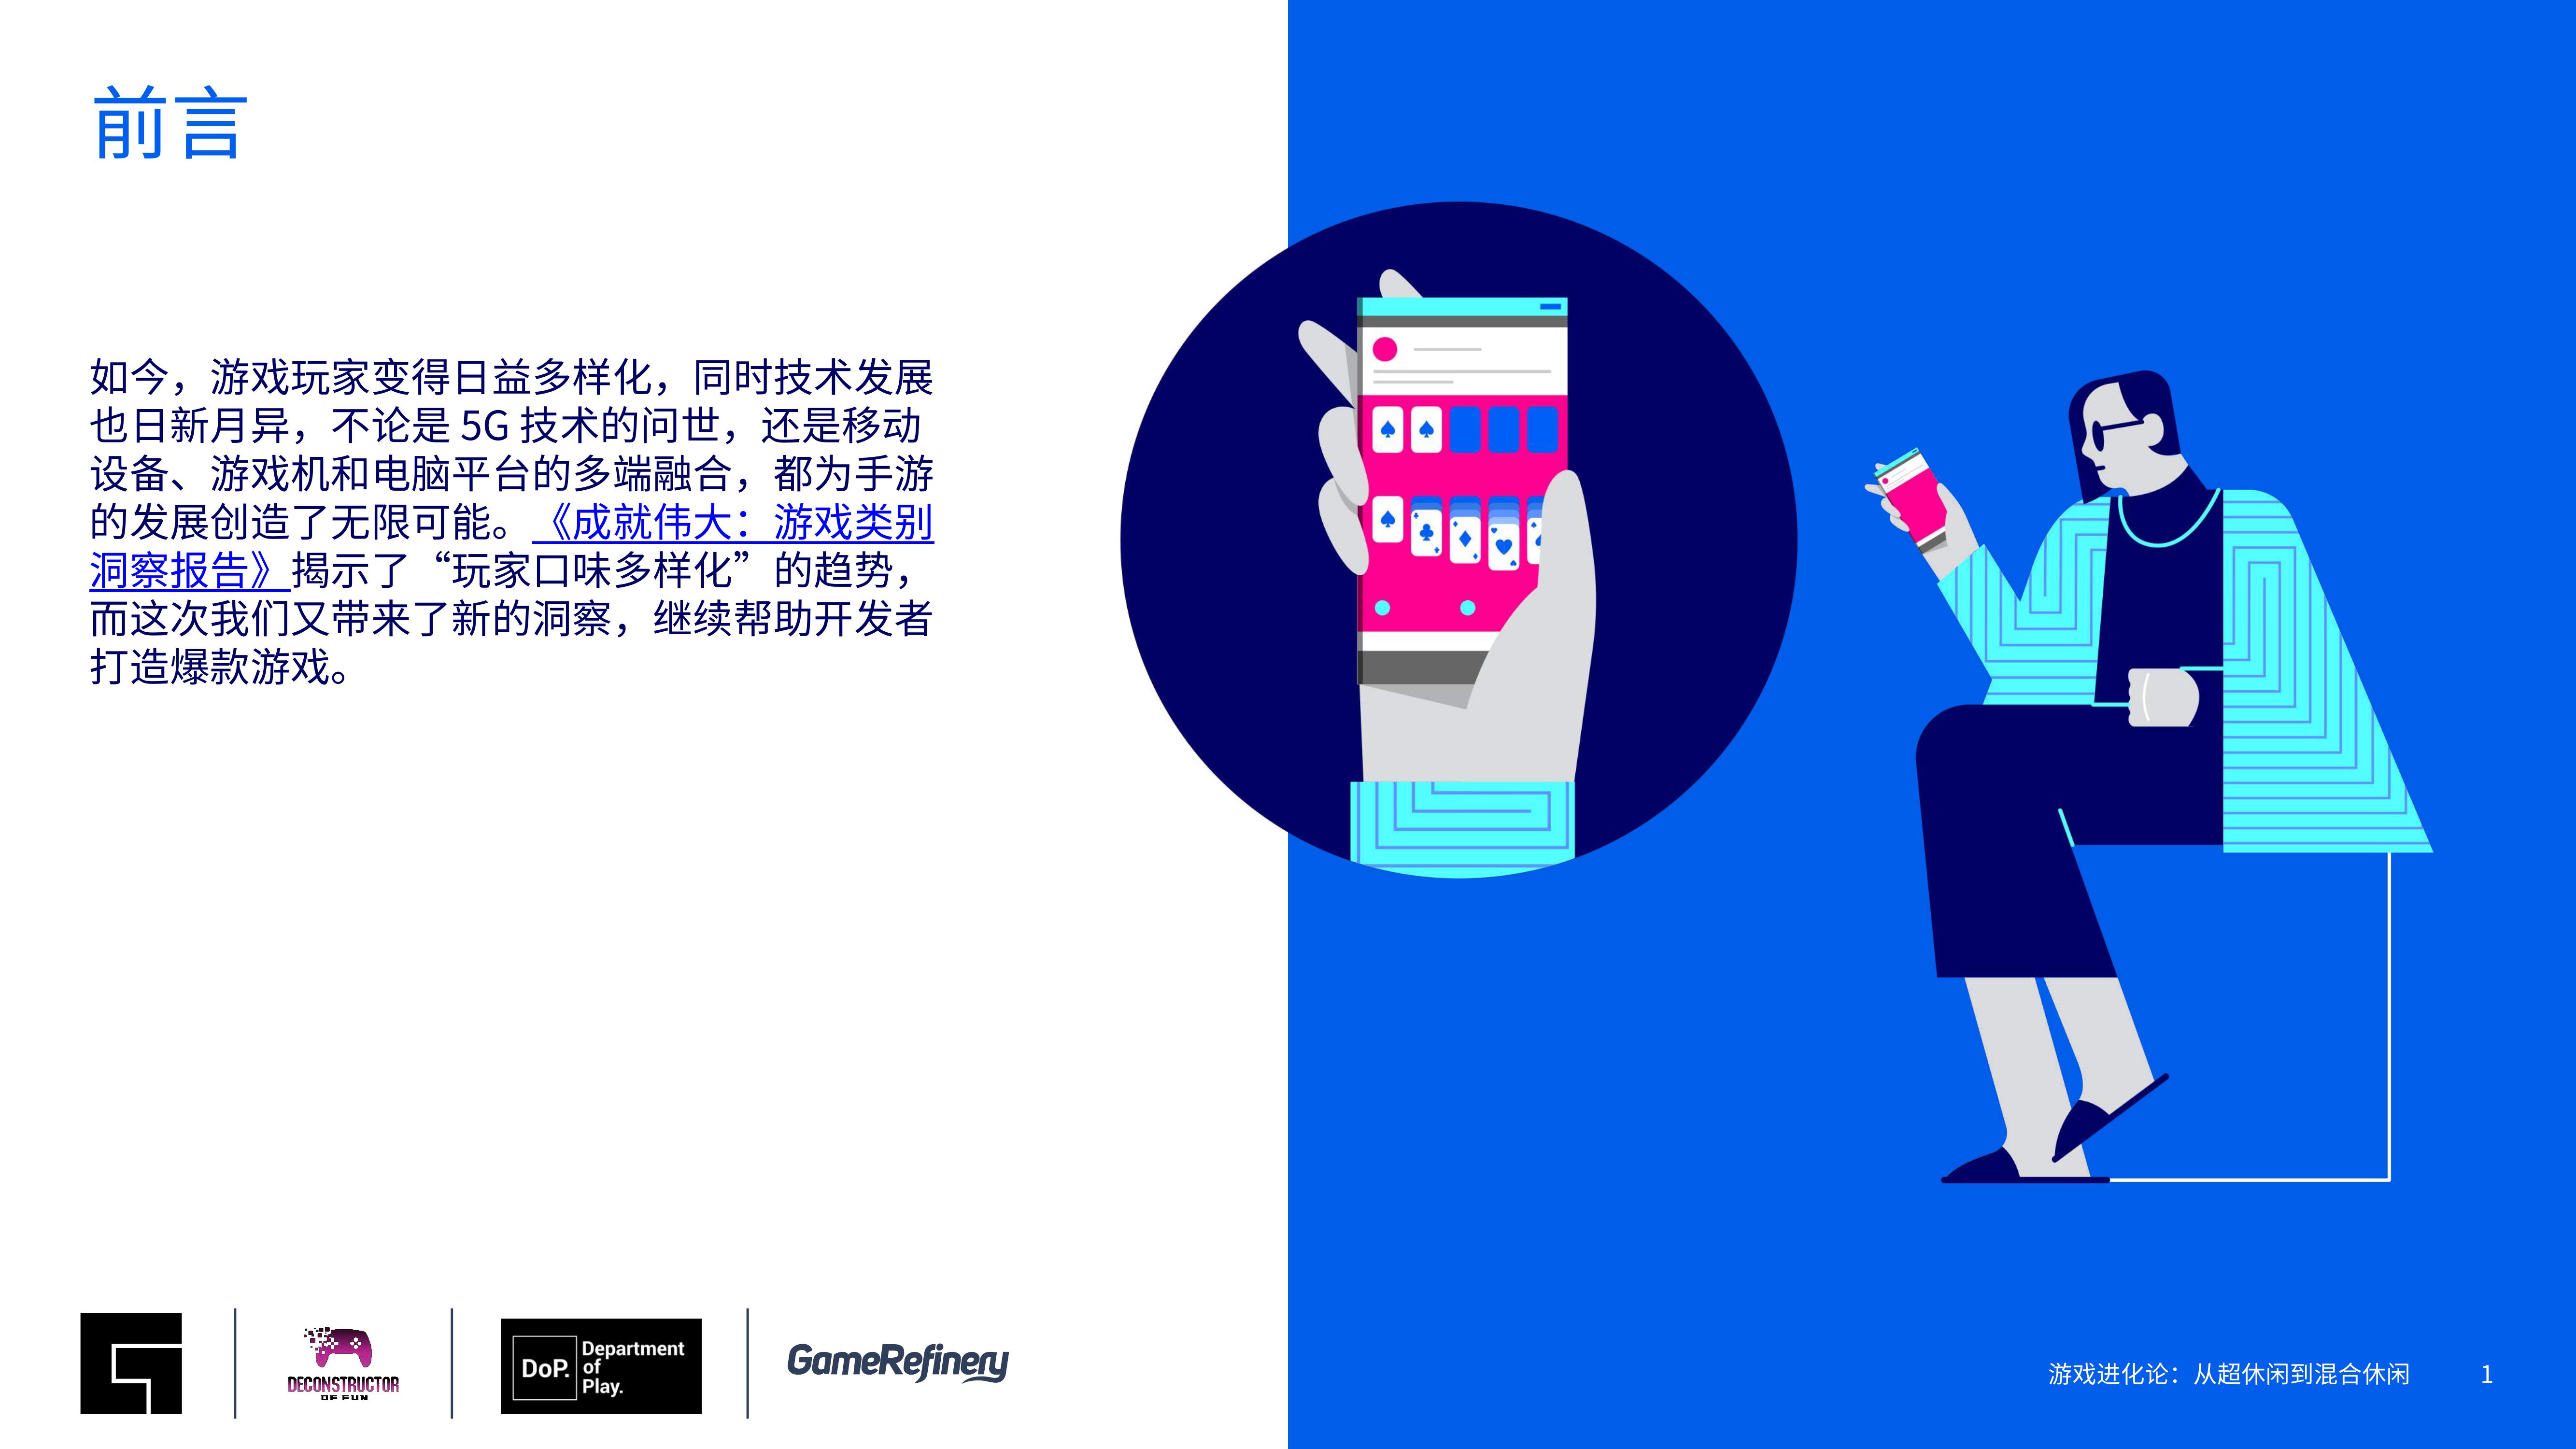 前言
如今，游戏玩家变得日益多样化，同时技术发展
也日新月异，不论是 5G 技术的问世，还是移动
设备、游戏机和电脑平台的多端融合，都为手游
的发展创造了无限可能。《成就伟大：游戏类别
洞察报告》揭示了“玩家口味多样化”的趋势，
而这次我们又带来了新的洞察，继续帮助开发者
打造爆款游戏。
DECONSTRUCTOR
OF FUN
DoP.
Department
of
Play.
GameRefinery
游戏进化论：从超休闲到混合休闲 1